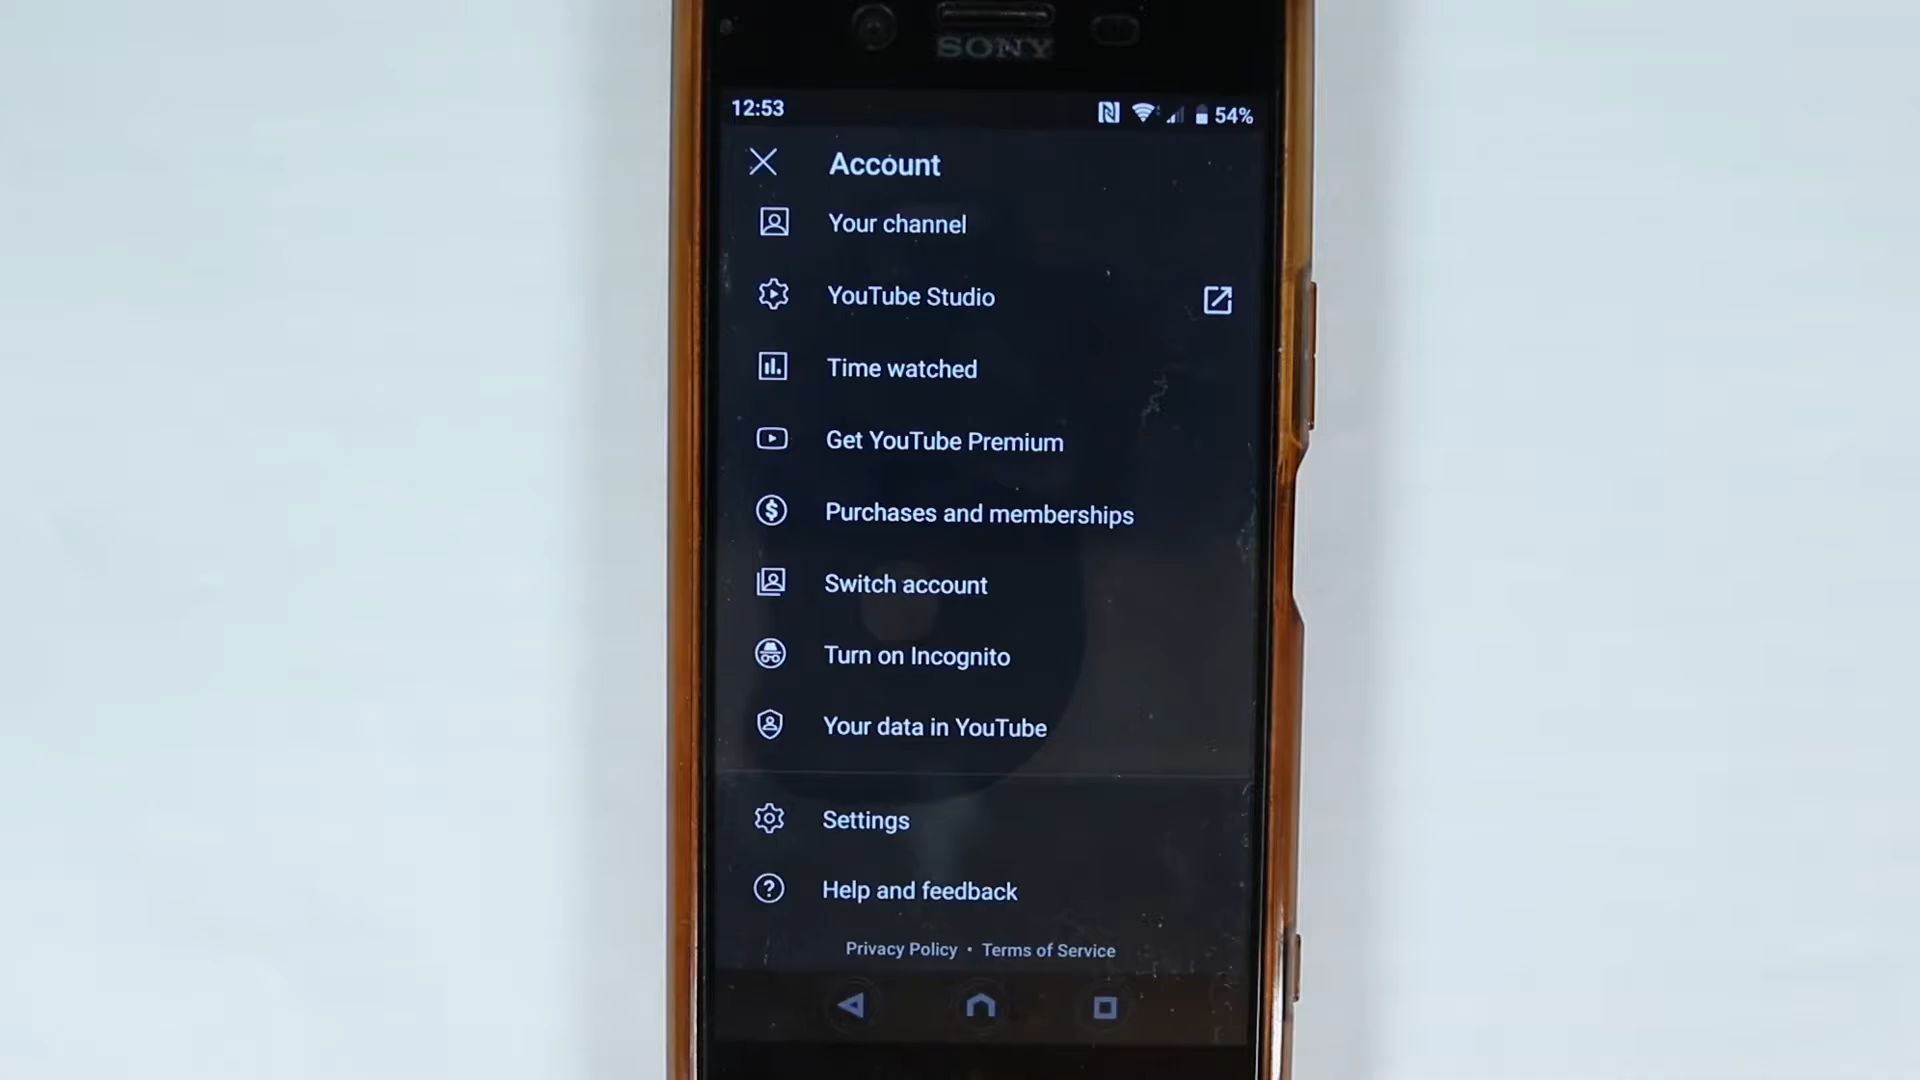 SONY
12:53
54%
Account
Your channel
YouTube Studio
Time watched
Get YouTube Premium
Purchases and memberships
Switch account
Turn on Incognito
Your data in YouTube
Settings
Help and feedback
Privacy Policy • Terms of Service